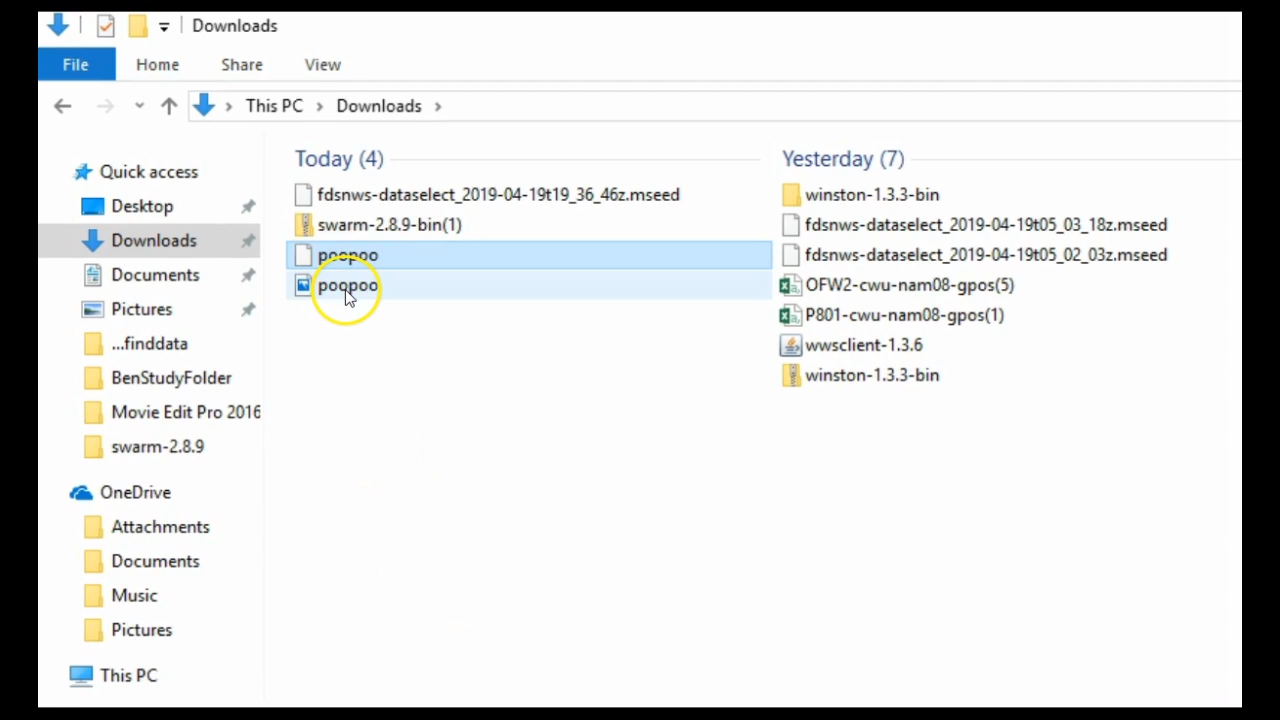 Downloads
File Home Share View
This PC Downloads
Quick access
Desktop
Downloads
Documents
Pictures
...finddata
BenStudyFolder
Movie Edit Pro 2016
swarm-2.8.9
OneDrive
Attachments
Documents
Music
Pictures
This PC
Today (4)
fdsnws-dataselect_2019-04-19t19_36_46z.mseed
swarm-2.8.9-bin(1)
poopoo
poopoo
Yesterday (7)
winston-1.3.3-bin
fdsnws-dataselect_2019-04-19t05_03_18z.mseed
fdsnws-dataselect_2019-04-19t05_02_03z.mseed
OFW2-cwu-nam08-gpos(5)
P801-cwu-nam08-gpos(1)
wwsclient-1.3.6
winston-1.3.3-bin